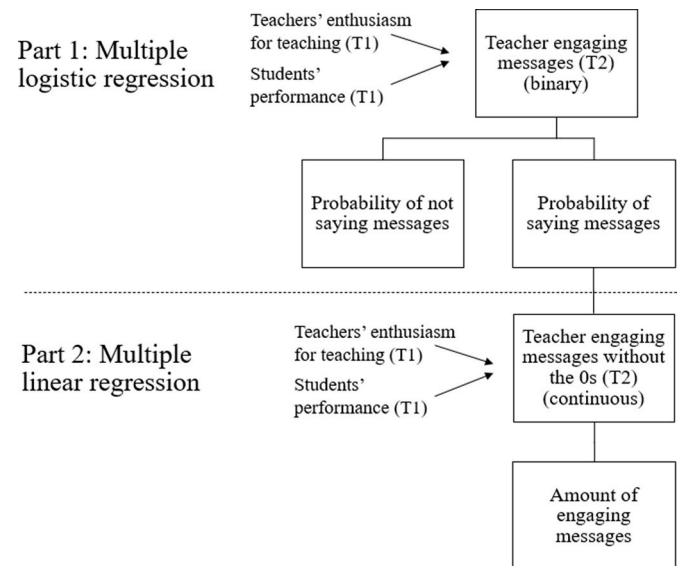 Part 1: Multiple
logistic regression
Teachers’ enthusiasm
for teaching (T1)
Students’
performance (T1)
Teacher engaging
messages (T2)
(binary)
Probability of not
saying messages
Probability of
saying messages
Part 2: Multiple
linear regression
Teachers’ enthusiasm
for teaching (T1)
Students’
performance (T1)
Teacher engaging
messages without
the 0s (T2)
(continuous)
Amount of
engaging
messages